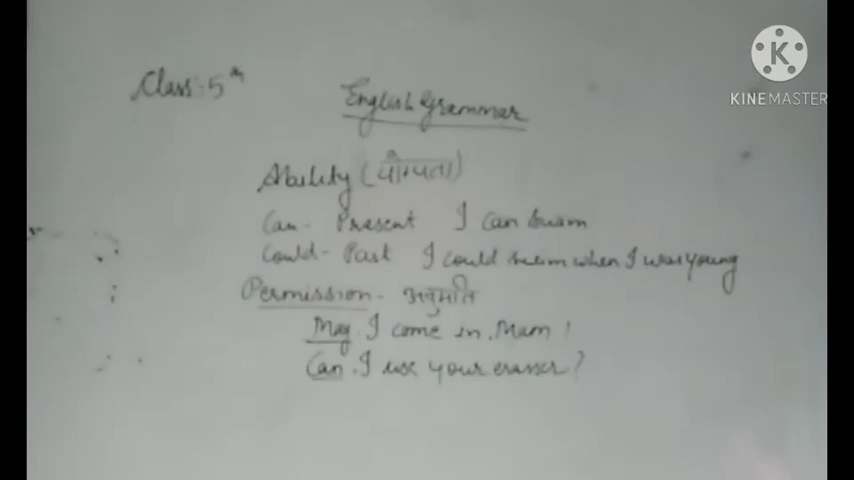 Class:5th
English Grammar
Ability (योग्यता)
Can - Present I can swam
Could - Past I could swim when I was young
Permission - अनुमति
May I come in, Mam!
Can I use your eraser?
KINEMASTER